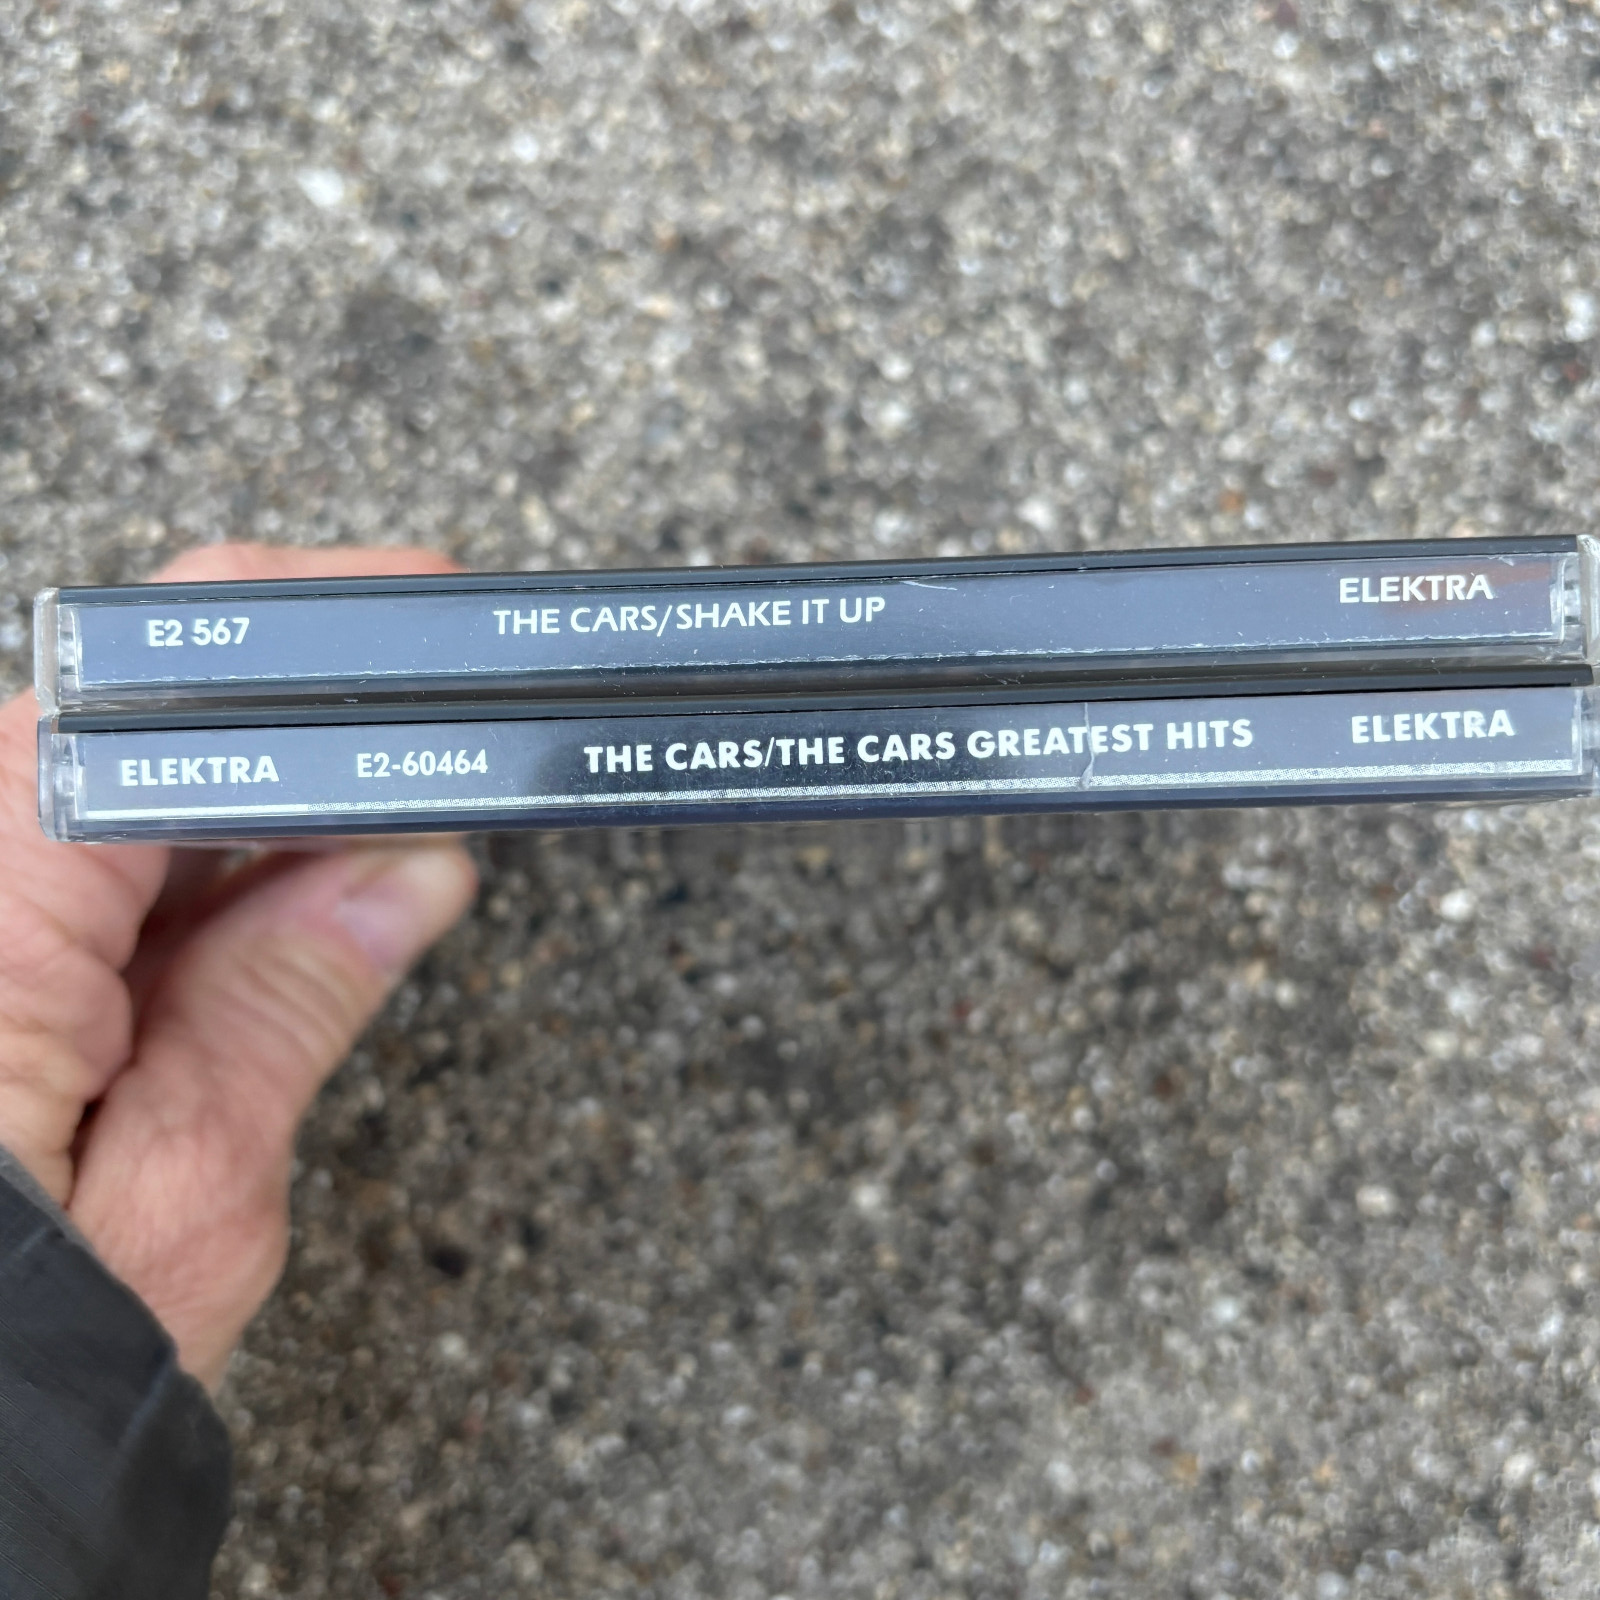 E2 567 THE CARS/SHAKE IT UP ELEKTRA
ELEKTRA E2-60464 THE CARS/THE CARS GREATEST HITS ELEKTRA